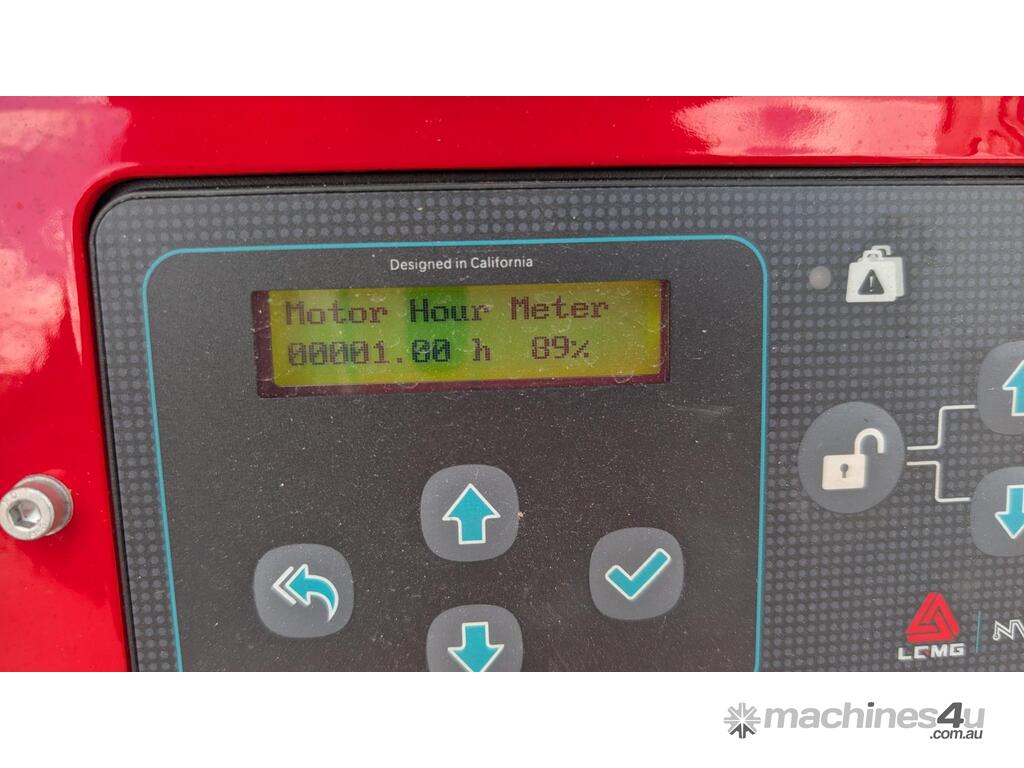 Designed in California
Motor Hour Meter
00001.00 h 89%
LGMG
machines4u
.com.au